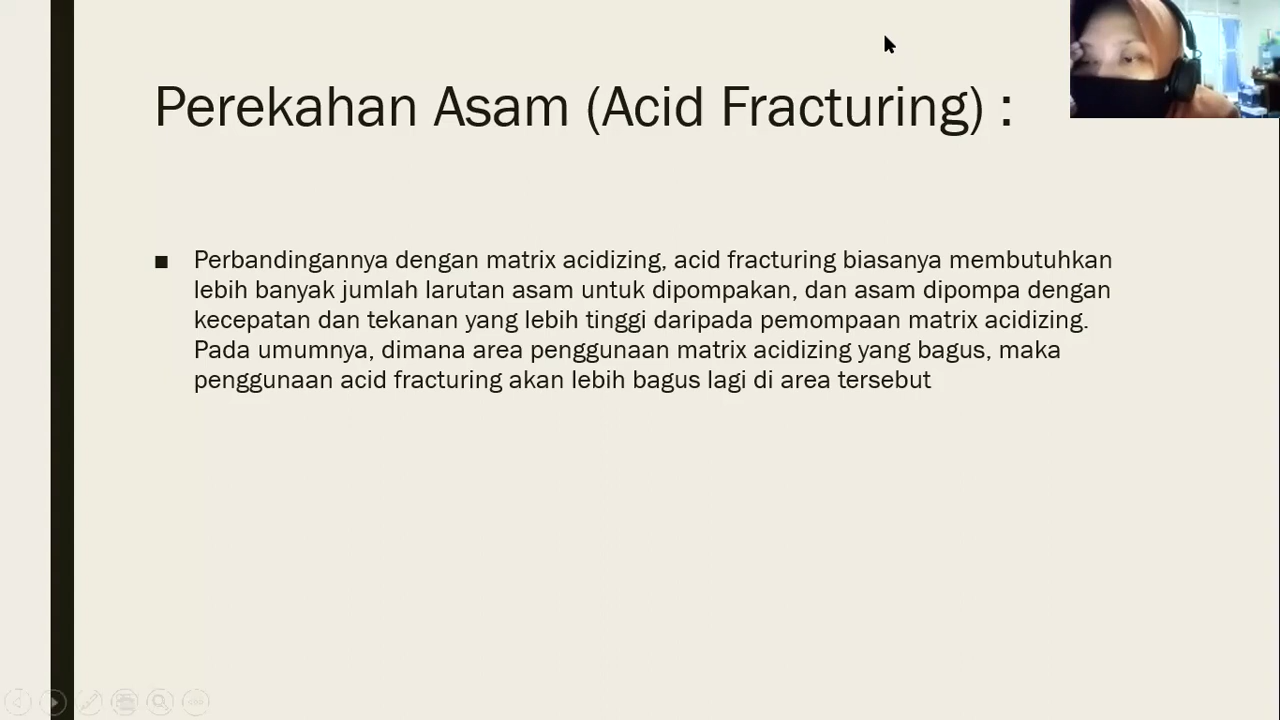 Perekahan Asam (Acid Fracturing) :
Perbandingannya dengan matrix acidizing, acid fracturing biasanya membutuhkan
lebih banyak jumlah larutan asam untuk dipompakan, dan asam dipompa dengan
kecepatan dan tekanan yang lebih tinggi daripada pemompaan matrix acidizing.
Pada umumnya, dimana area penggunaan matrix acidizing yang bagus, maka
penggunaan acid fracturing akan lebih bagus lagi di area tersebut